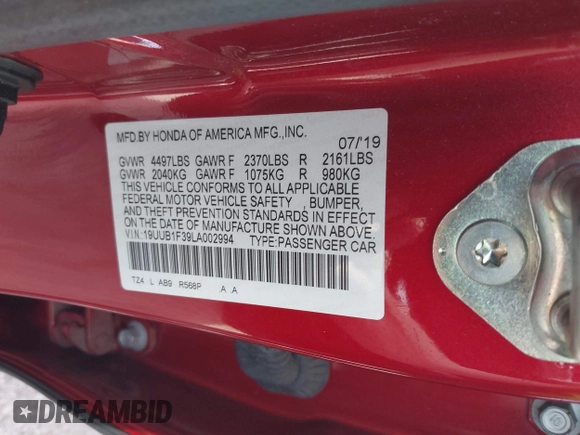 MFD.BY HONDA OF AMERICA MFG.,INC. 07/'19
GVWR 4497LBS GAWR F 2370LBS R 2161LBS
GVWR 2040KG GAWR F 1075KG R 980KG
THIS VEHICLE CONFORMS TO ALL APPLICABLE
FEDERAL MOTOR VEHICLE SAFETY , BUMPER,
AND THEFT PREVENTION STANDARDS IN EFFECT
ON THE DATE OF MANUFACTURE SHOWN ABOVE.
V.I.N:19UUB1F39LA002994 TYPE:PASSENGER CAR
TZ4 L AB9 R568P A .A
DREAMBID